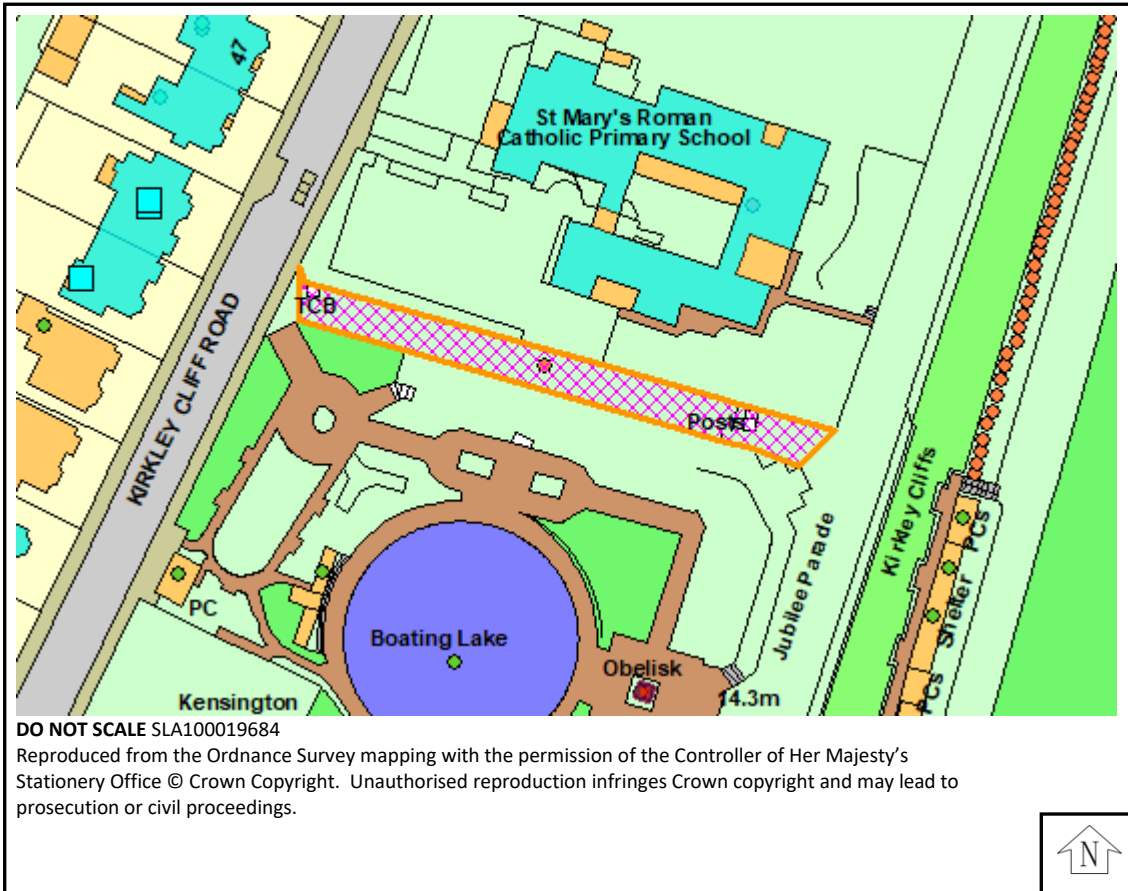 47
St Mary's Roman
Catholic Primary School
TCB
KIRKLEY CLIFF ROAD
Posts
Kirkley Cliffs
PCs
Shelter
PCs
Jubilee Parade
PC
Boating Lake
Obelisk
14.3m
Kensington
DO NOT SCALE SLA100019684
Reproduced from the Ordnance Survey mapping with the permission of the Controller of Her Majesty's
Stationery Office © Crown Copyright. Unauthorised reproduction infringes Crown copyright and may lead to
prosecution or civil proceedings.
N